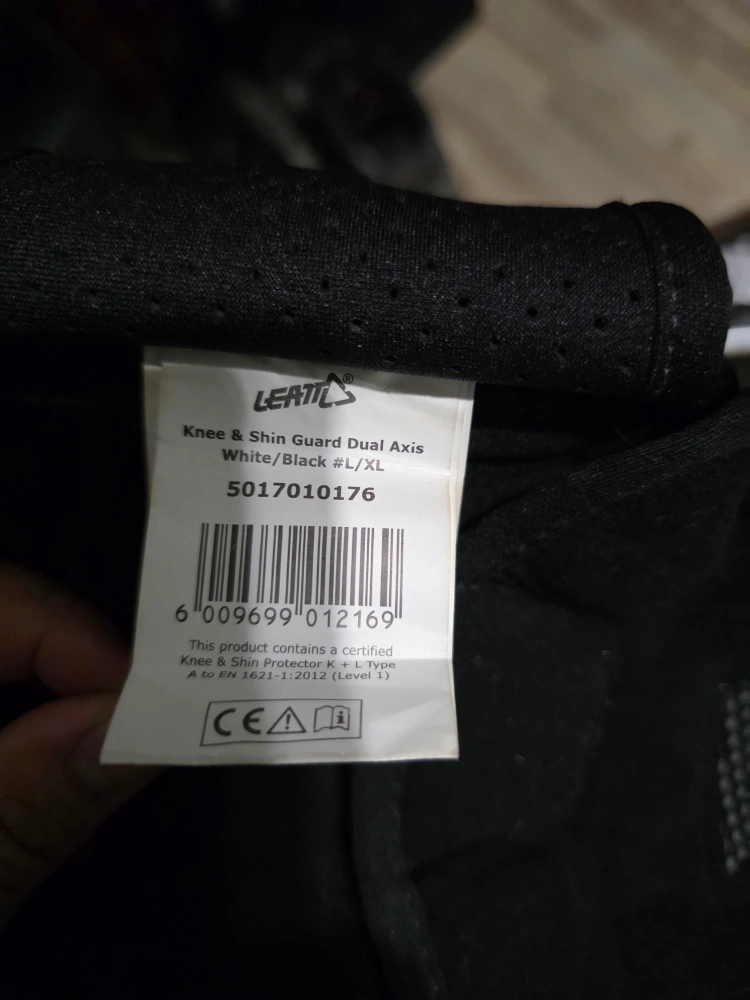 LEATT®
Knee & Shin Guard Dual Axis
White/Black #L/XL
5017010176
6 009699 012169
This product contains a certified
Knee & Shin Protector K + L Type
A to EN 1621-1:2012 (Level 1)
CE